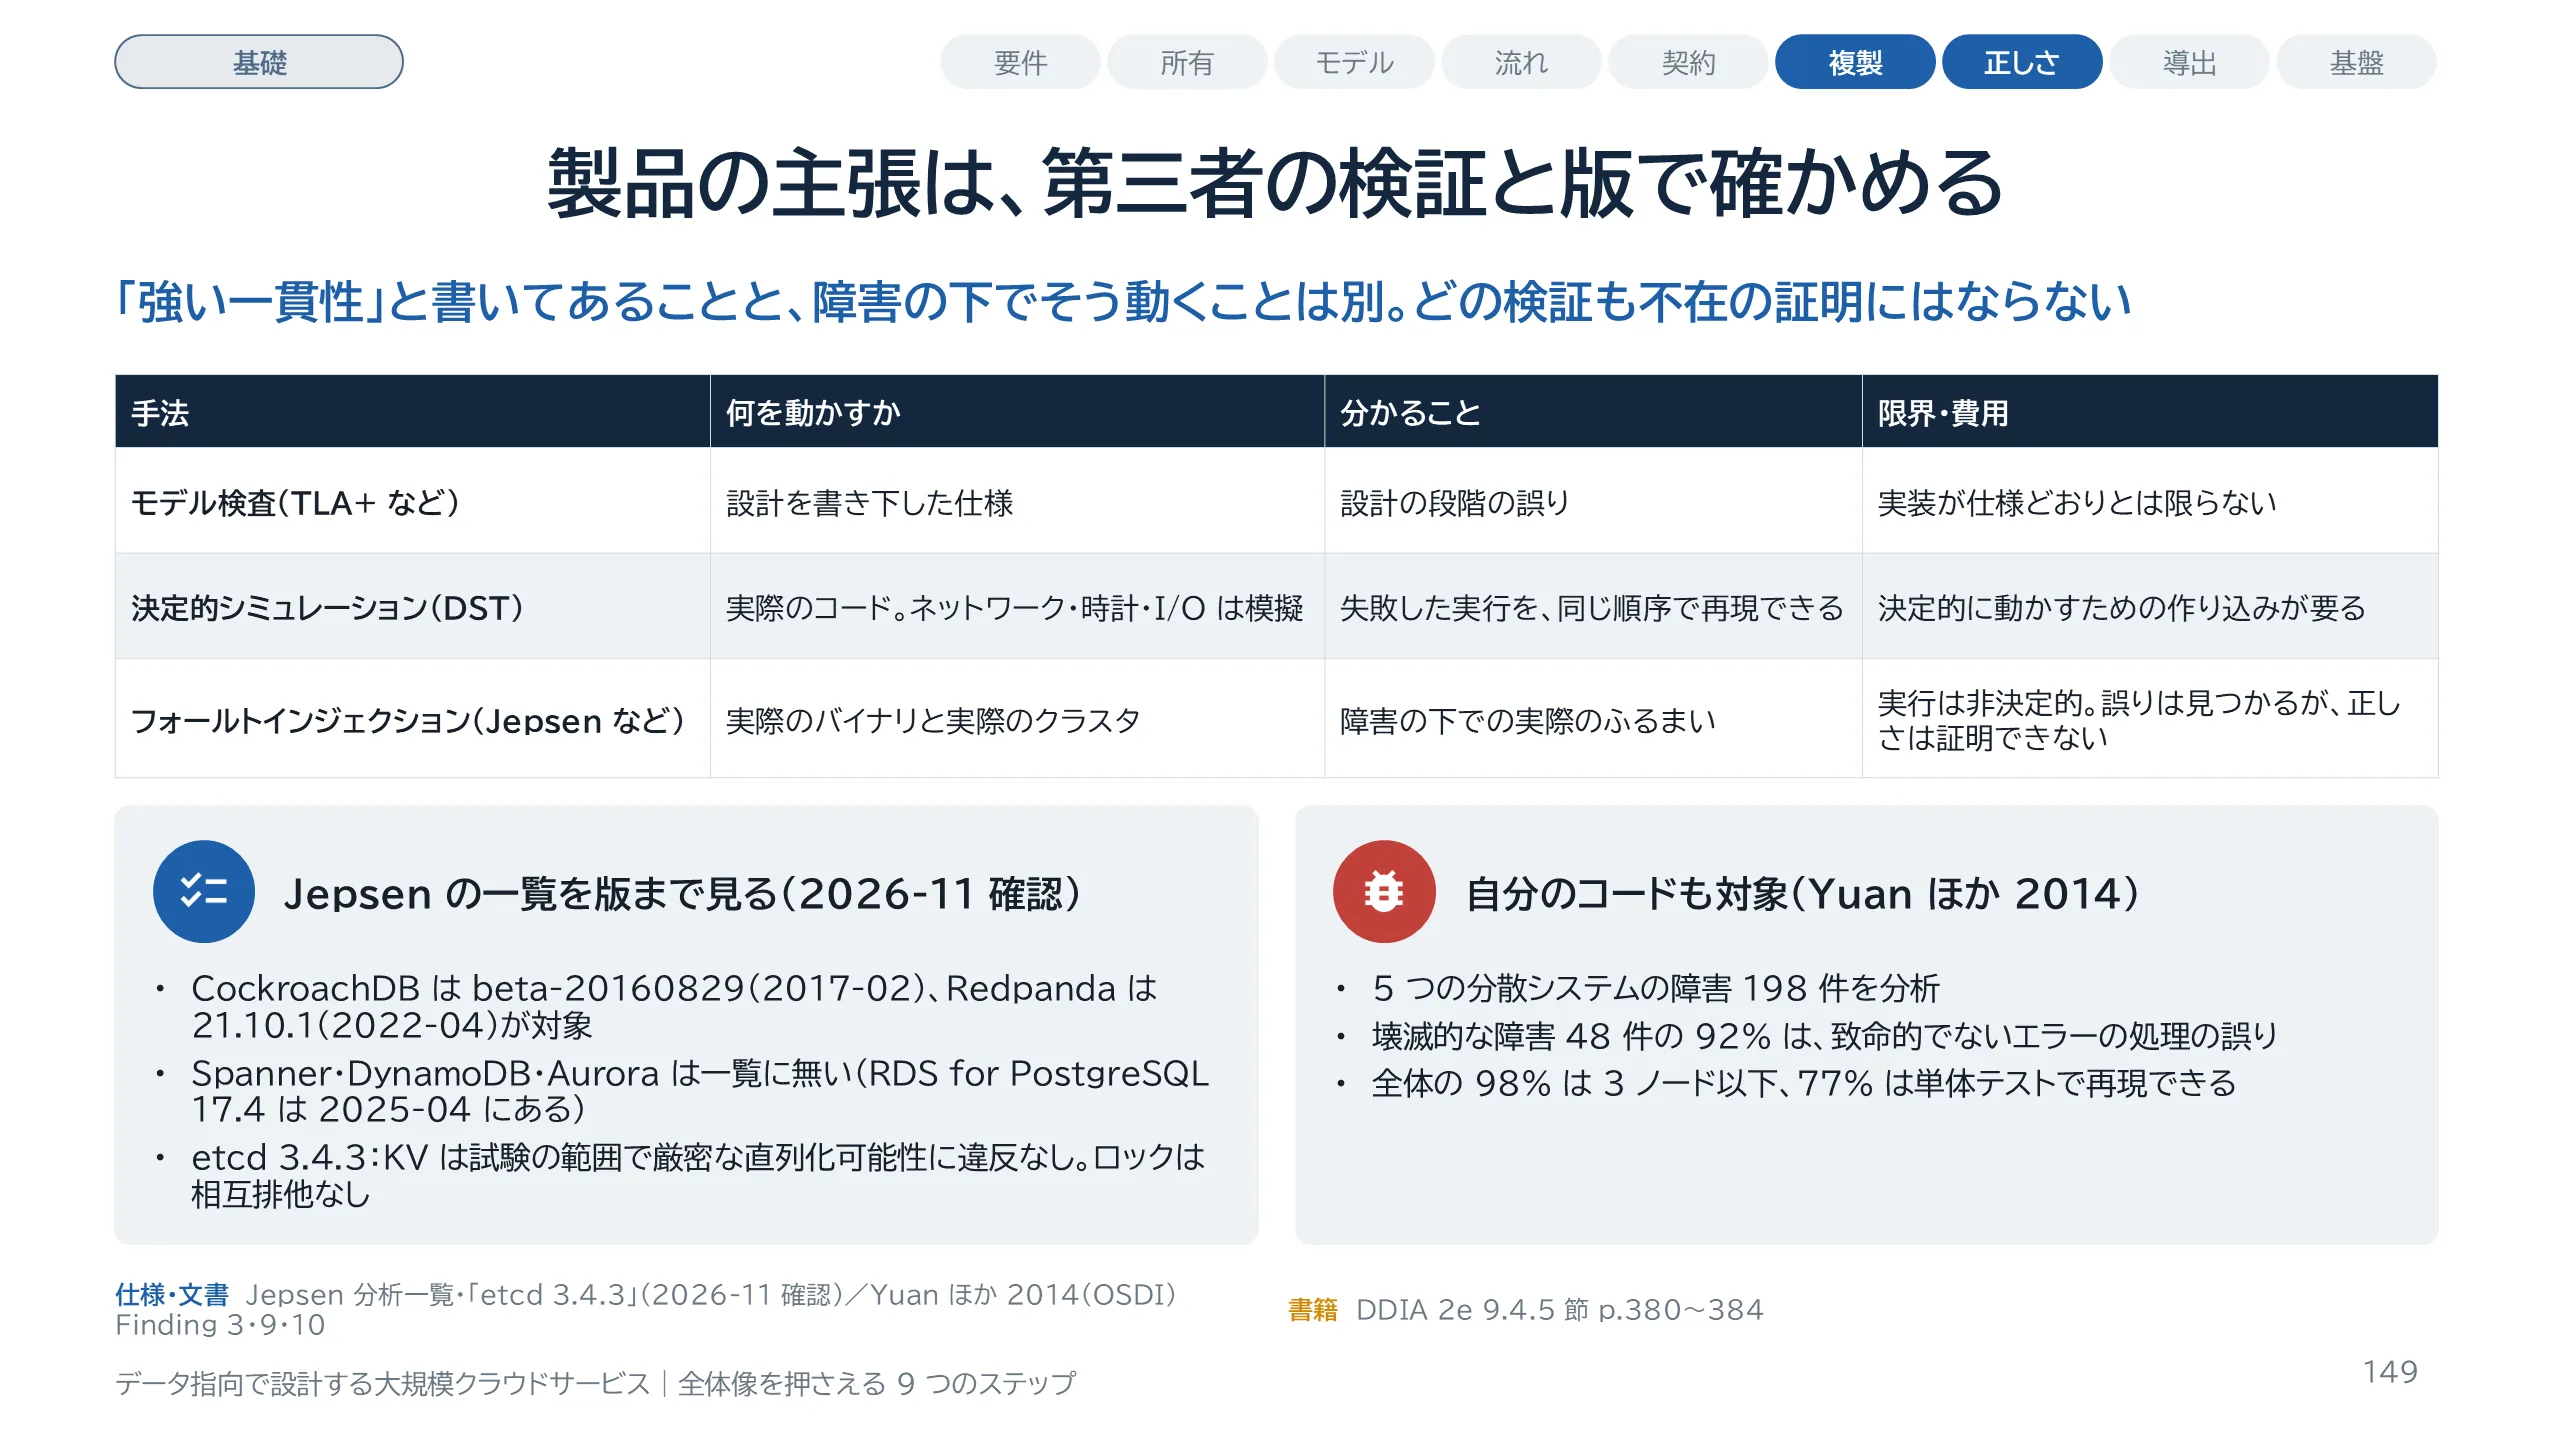 基礎
要件
所有
モデル
流れ
契約
複製
正しさ
導出
基盤
製品の主張は、第三者の検証と版で確かめる
「強い一貫性」と書いてあることと、障害の下でそう動くことは別。どの検証も不在の証明にはならない
手法
何を動かすか
分かること
限界・費用
モデル検査（TLA+ など）
設計を書き下した仕様
設計の段階の誤り
実装が仕様どおりとは限らない
決定的シミュレーション（DST）
実際のコード。ネットワーク・時計・I/O は模擬
失敗した実行を、同じ順序で再現できる
決定的に動かすための作り込みが要る
フォールトインジェクション（Jepsen など）
実際のバイナリと実際のクラスタ
障害の下での実際のふるまい
実行は非決定的。誤りは見つかるが、正し
さは証明できない
Jepsen の一覧を版まで見る（2026-11 確認）
• CockroachDB は beta-20160829（2017-02）、Redpanda は
21.10.1（2022-04）が対象
• Spanner・DynamoDB・Aurora は一覧に無い（RDS for PostgreSQL
17.4 は 2025-04 にある）
• etcd 3.4.3：KV は試験の範囲で厳密な直列化可能性に違反なし。ロックは
相互排他なし
自分のコードも対象（Yuan ほか 2014）
• 5 つの分散システムの障害 198 件を分析
• 壊滅的な障害 48 件の 92% は、致命的でないエラーの処理の誤り
• 全体の 98% は 3 ノード以下、77% は単体テストで再現できる
仕様・文書 Jepsen 分析一覧・「etcd 3.4.3」（2026-11 確認）／Yuan ほか 2014（OSDI）
Finding 3・9・10
書籍 DDIA 2e 9.4.5 節 p.380～384
データ指向で設計する大規模クラウドサービス｜全体像を押さえる 9 つのステップ
149